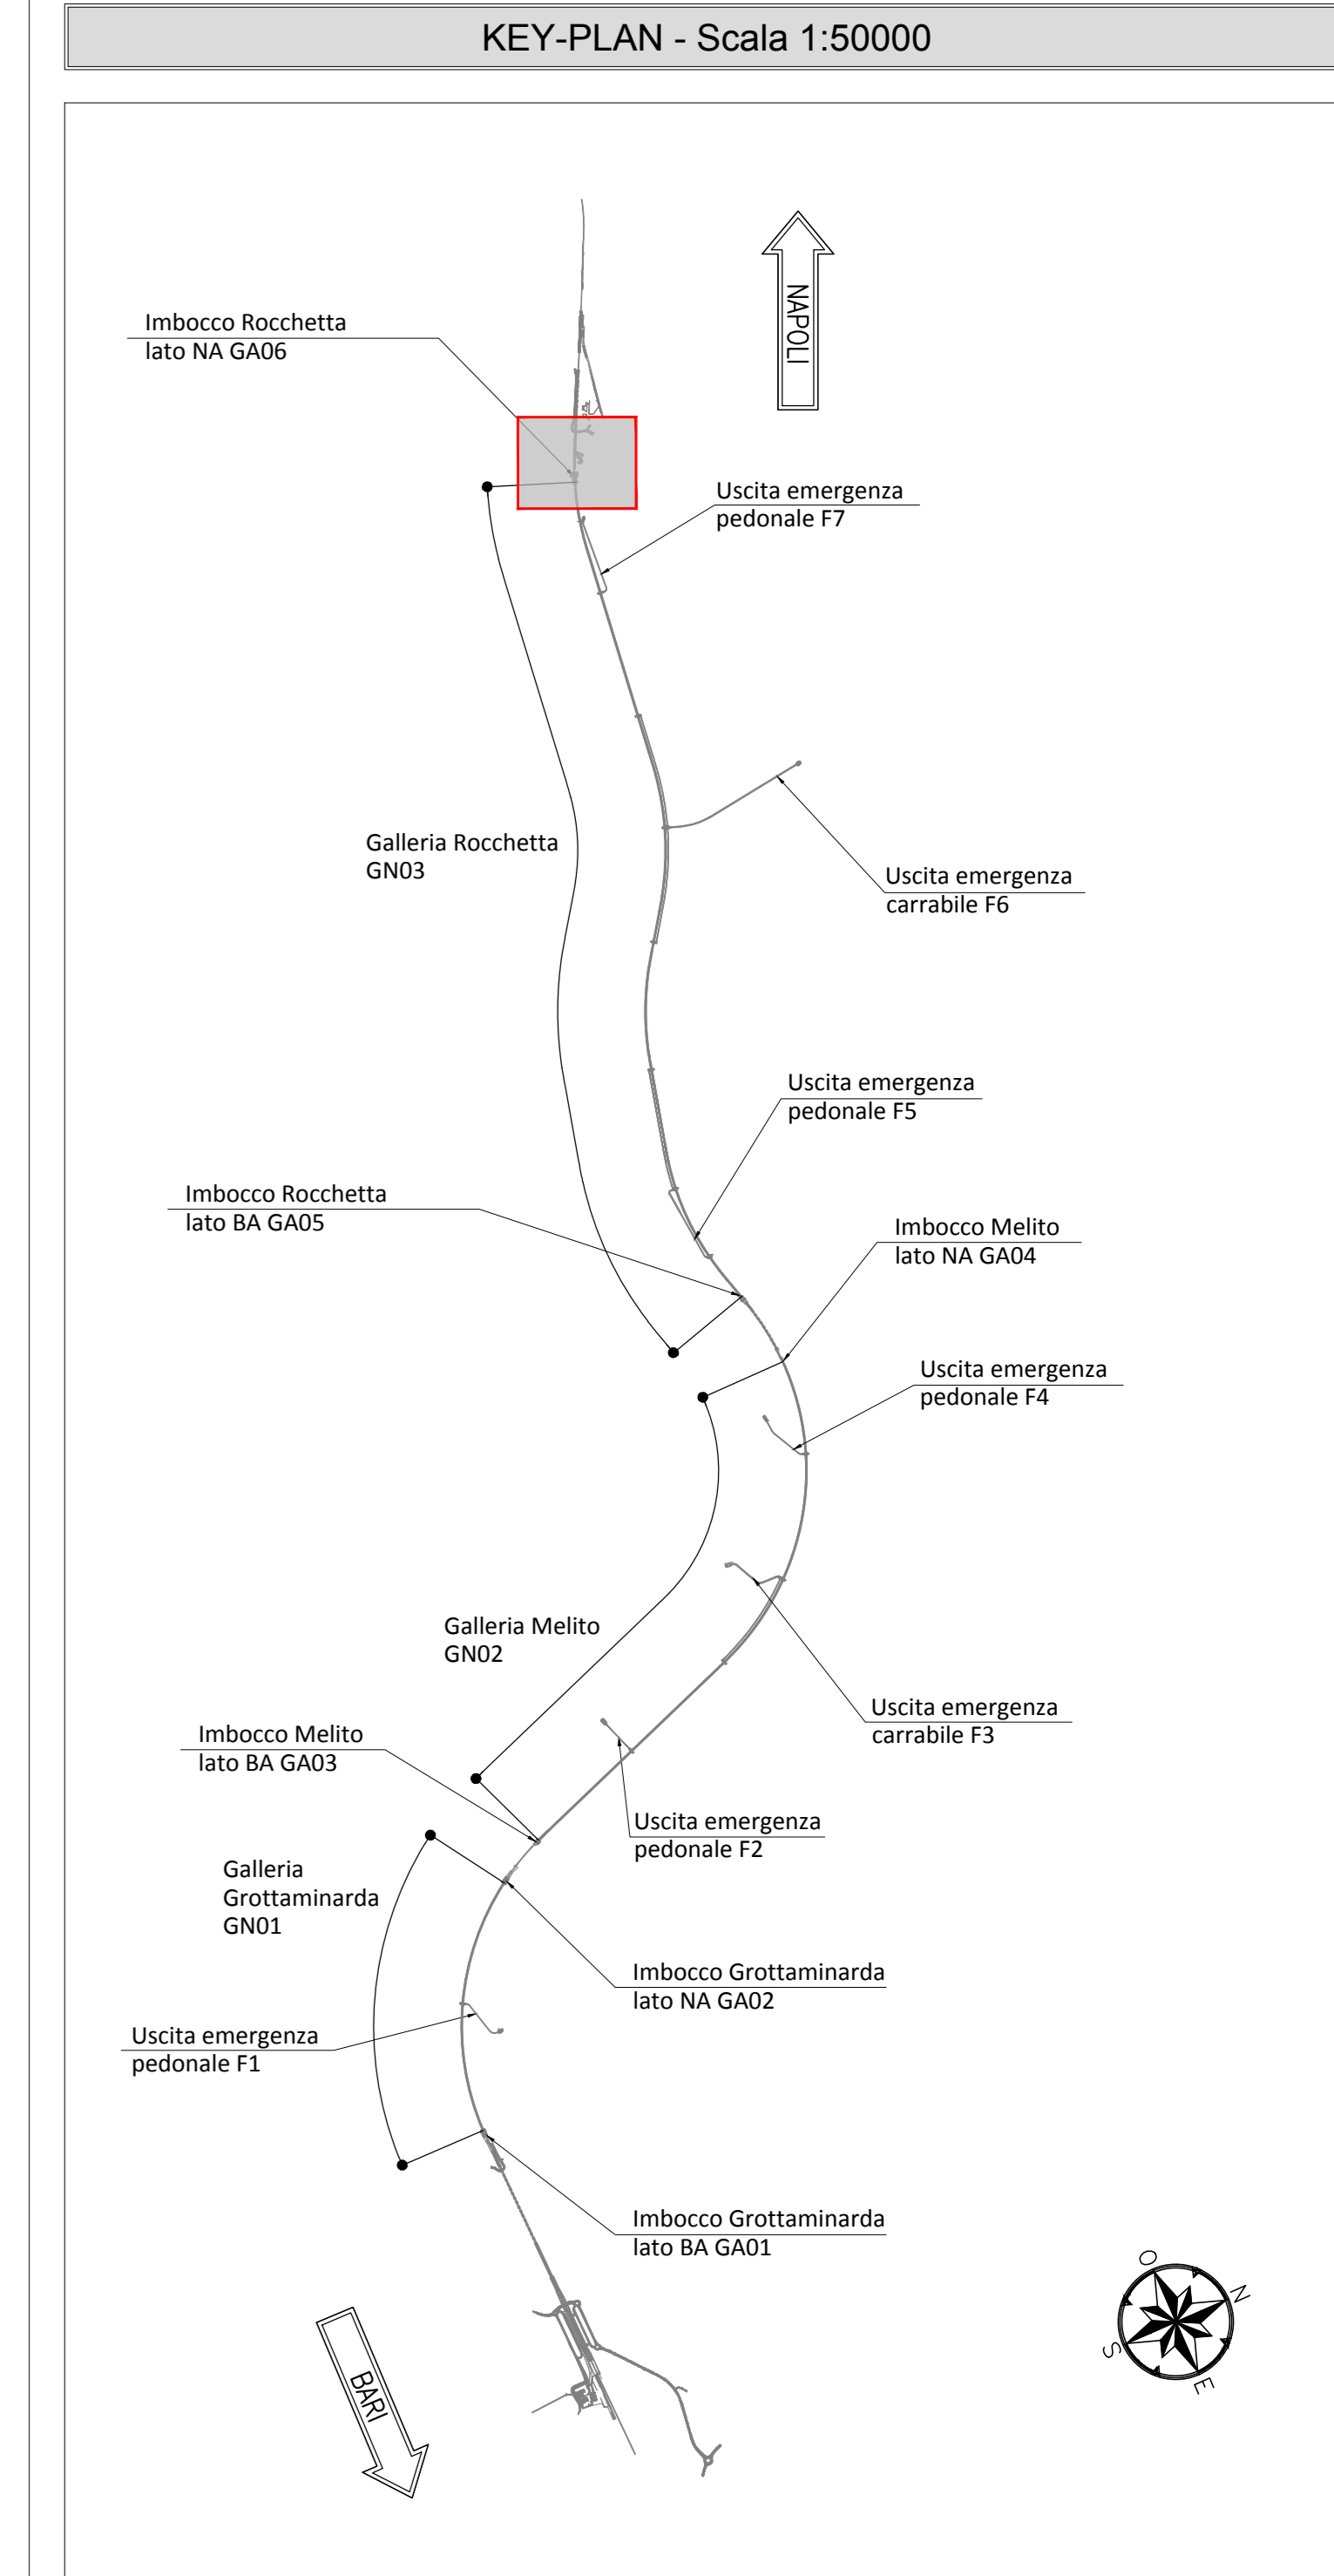 KEY-PLAN - Scala 1:50000
NAPOLI
Imbocco Rocchetta
lato NA GA06
Uscita emergenza
pedonale F7
Galleria Rocchetta
GN03
Uscita emergenza
carrabile F6
Uscita emergenza
pedonale F5
Imbocco Rocchetta
lato BA GA05
Imbocco Melito
lato NA GA04
Uscita emergenza
pedonale F4
Galleria Melito
GN02
Uscita emergenza
carrabile F3
Imbocco Melito
lato BA GA03
Uscita emergenza
pedonale F2
Galleria
Grottaminarda
GN01
Imbocco Grottaminarda
lato NA GA02
Uscita emergenza
pedonale F1
Imbocco Grottaminarda
lato BA GA01
BARI
O
N
S
E